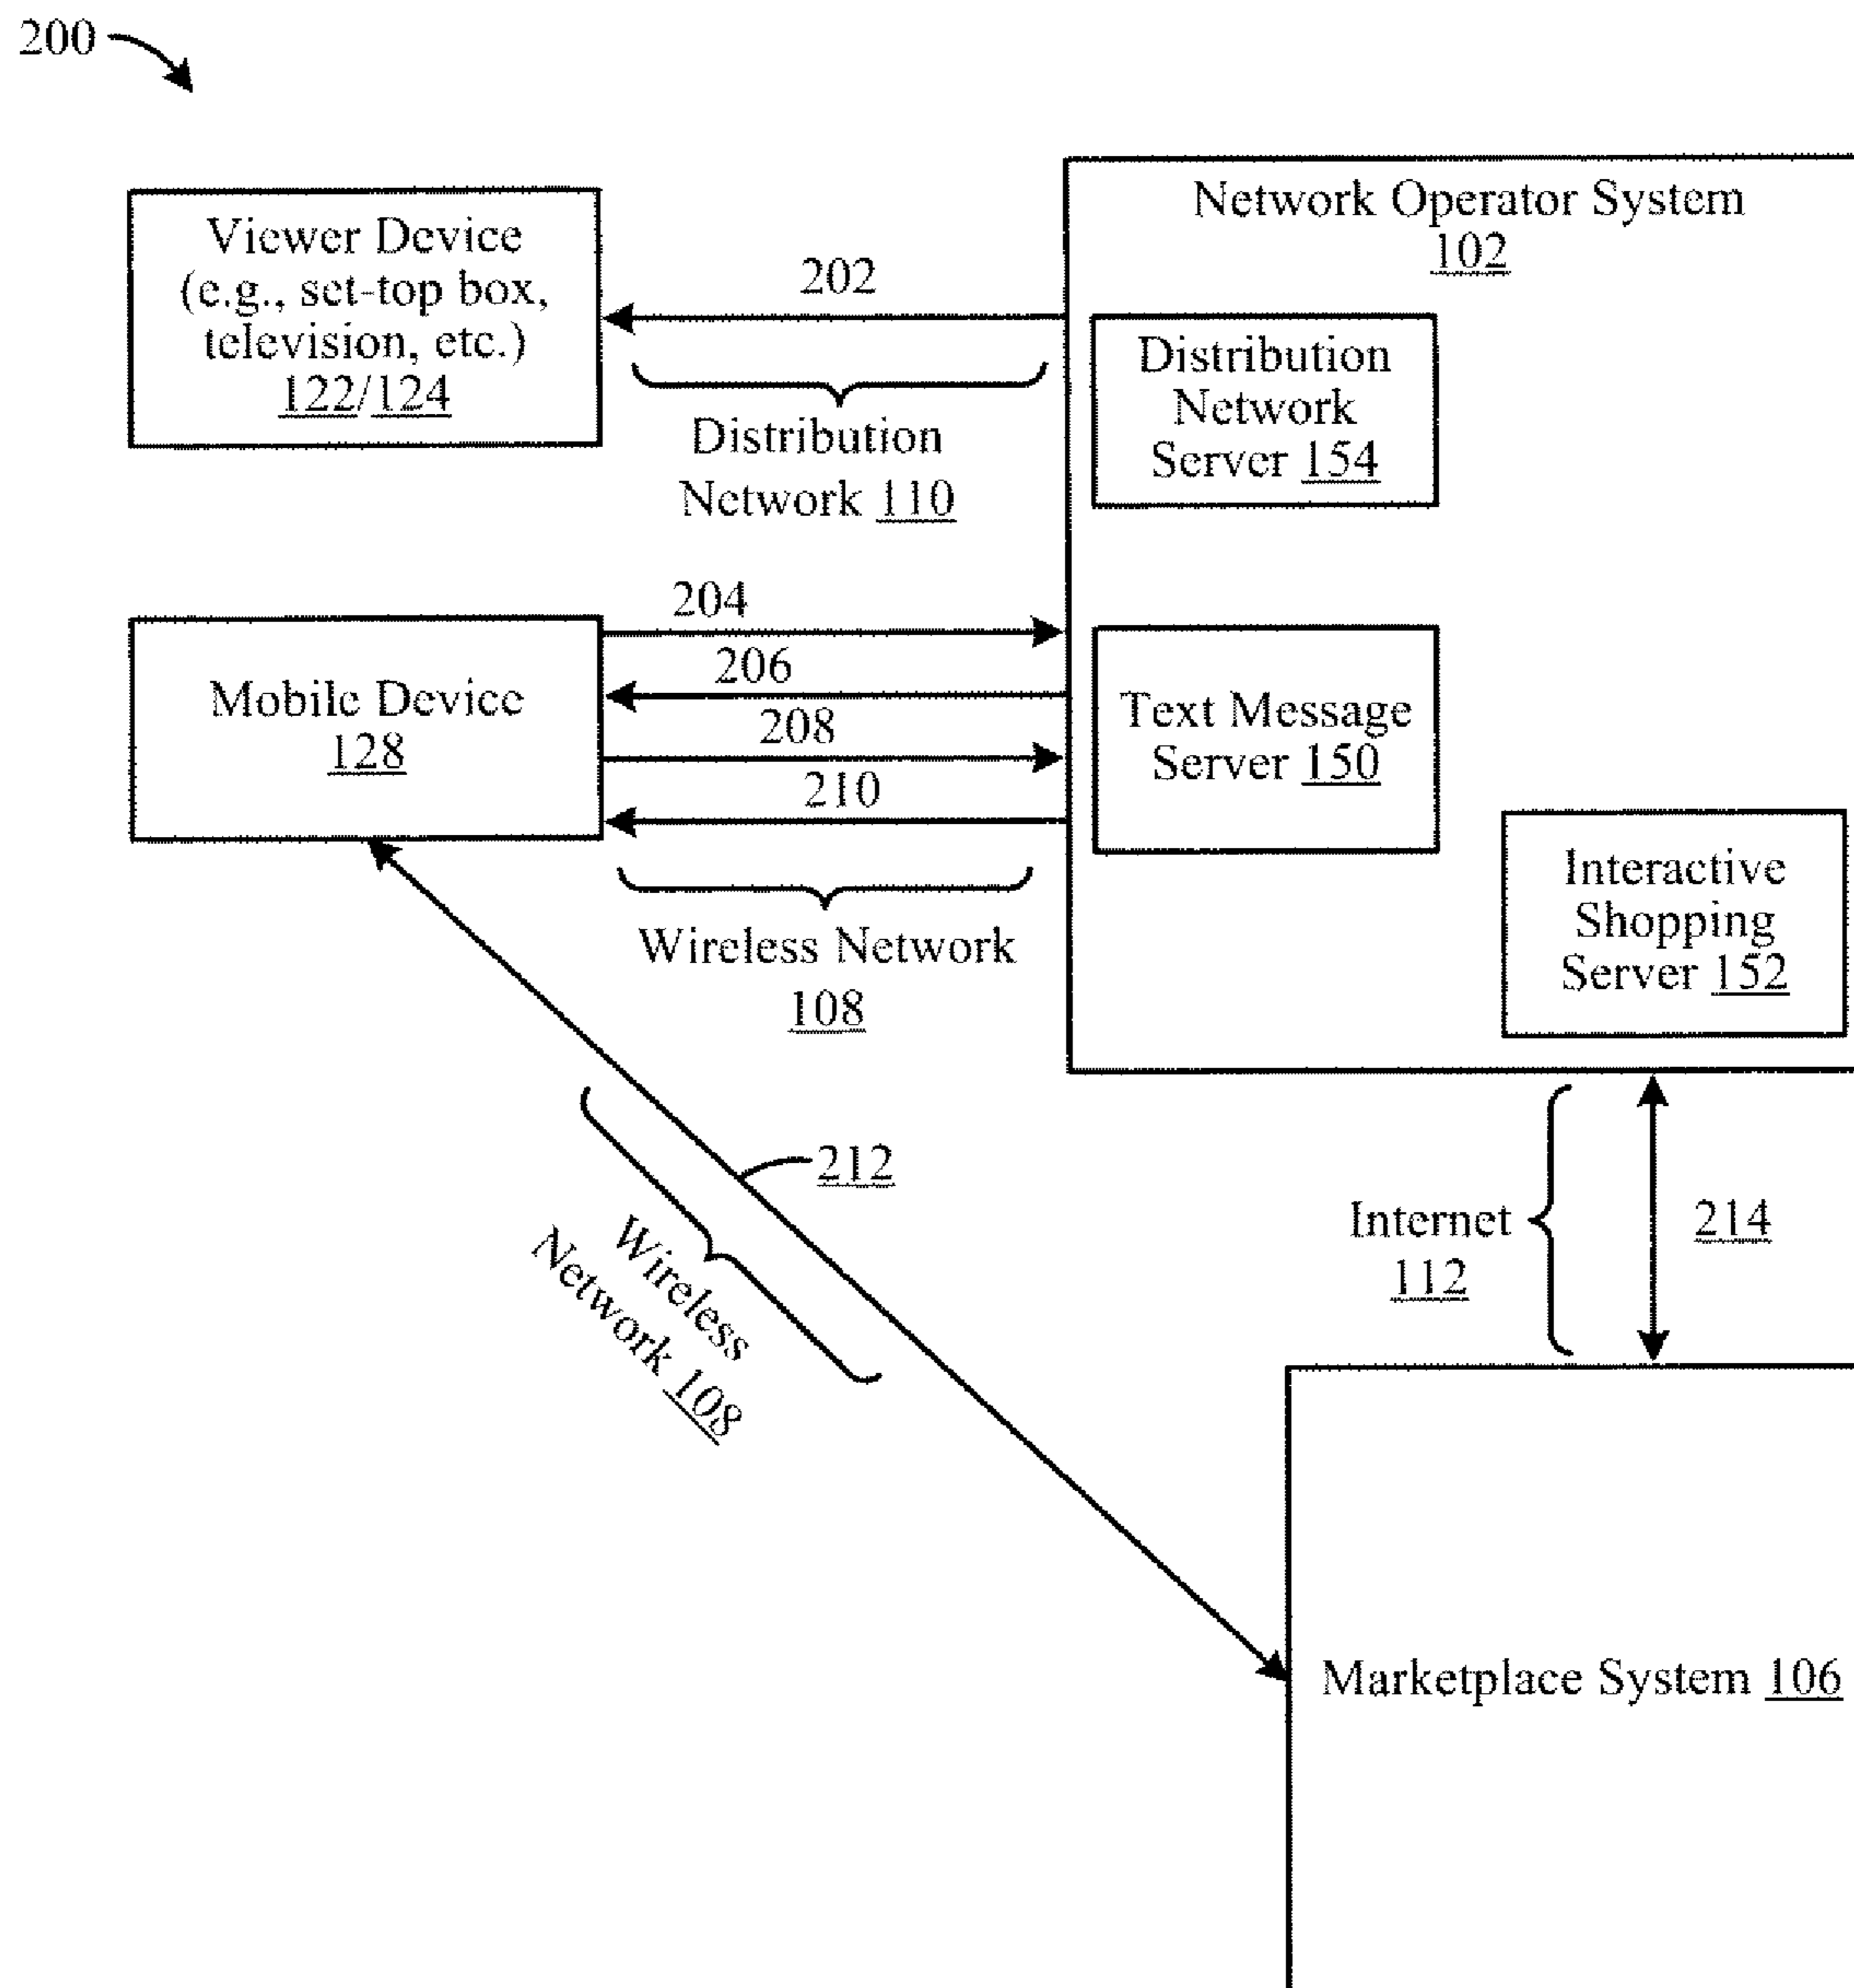 200
Network Operator System
102
Viewer Device
(e.g., set-top box,
television, etc.)
122/124
202
Distribution
Network 110
Distribution
Network
Server 154
204
206
208
210
Mobile Device
128
Text Message
Server 150
Wireless Network
108
Interactive
Shopping
Server 152
212
Wireless
Network 108
Internet
112
214
Marketplace System 106